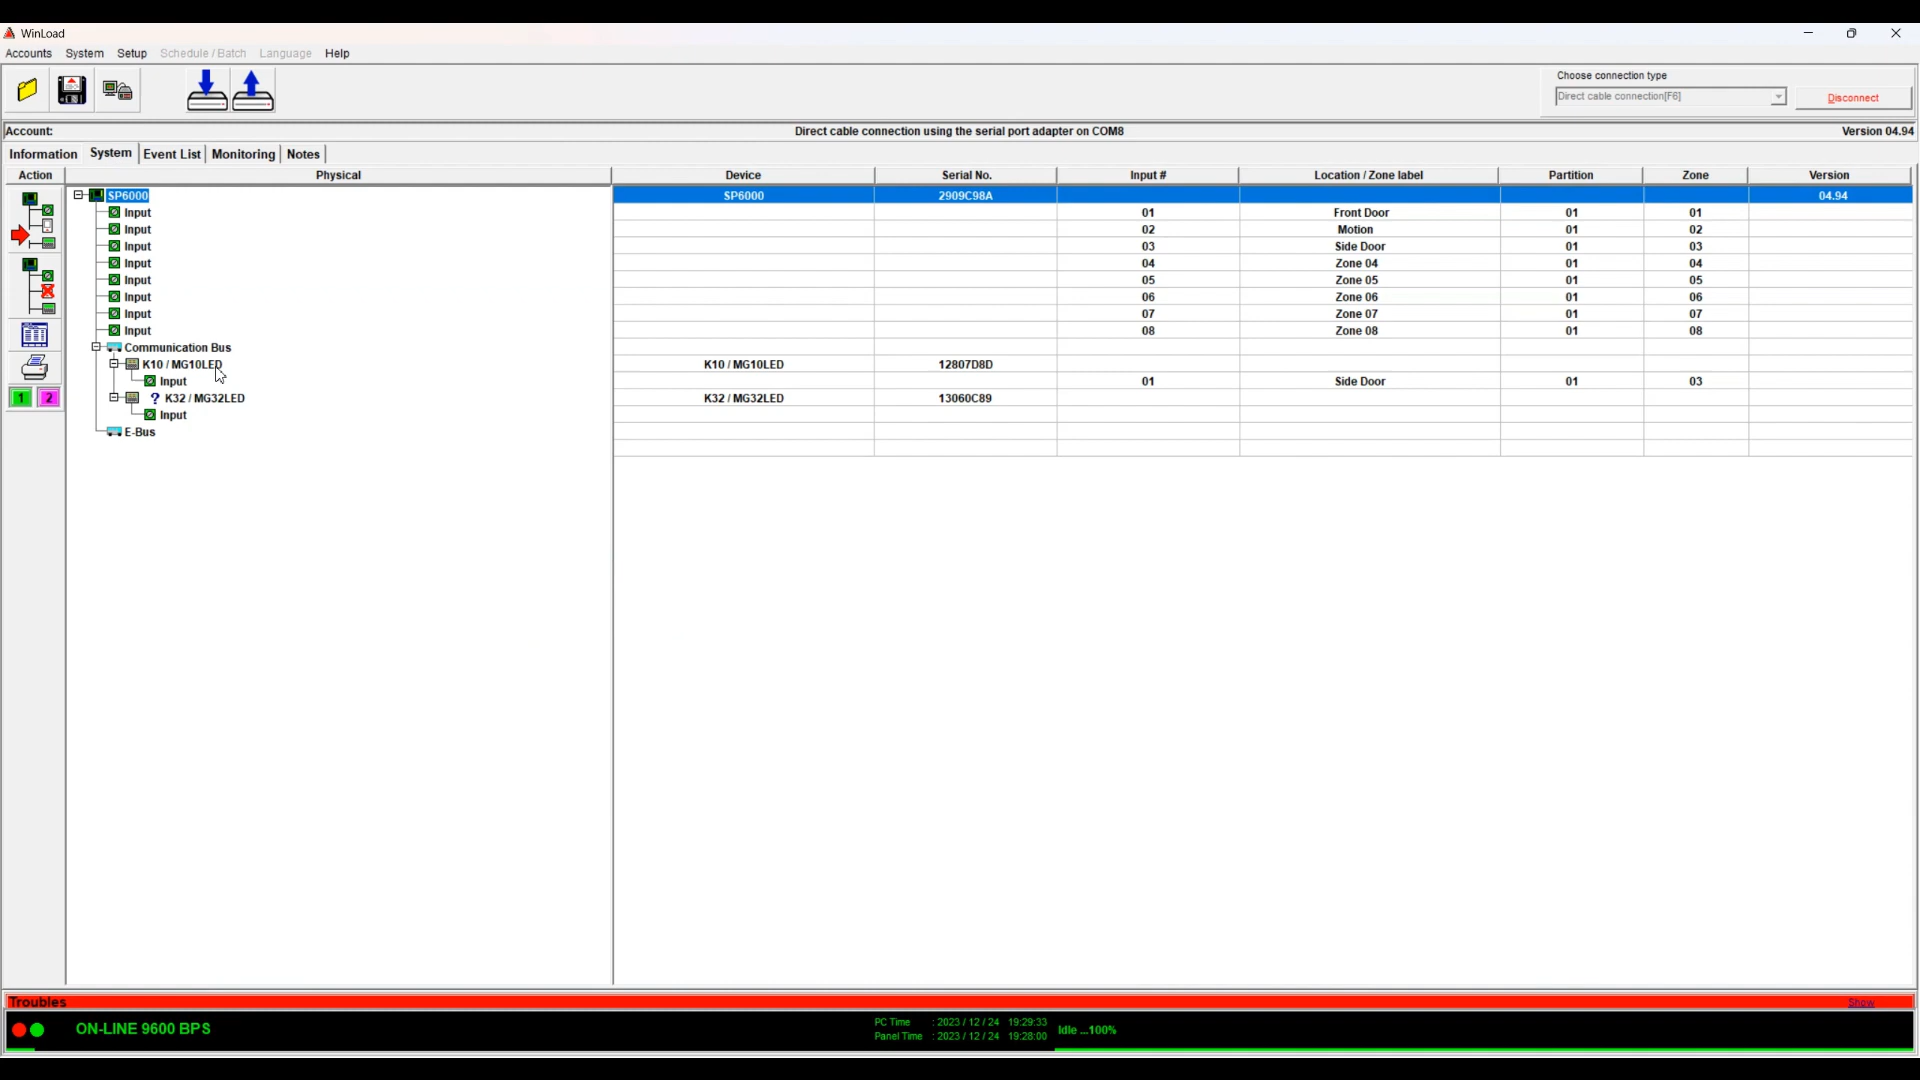 WinLoad
Accounts System Setup Schedule / Batch Language Help
Choose connection type
Direct cable connection[F6]
Disconnect
Account: Direct cable connection using the serial port adapter on COM8 Version 04.94
Information System Event List Monitoring Notes
Action Physical Device Serial No. Input # Location / Zone label Partition Zone Version
SP6000 SP6000 2909C98A 04.94
Input 01 Front Door 01 01
Input 02 Motion 01 02
Input 03 Side Door 01 03
Input 04 Zone 04 01 04
Input 05 Zone 05 01 05
Input 06 Zone 06 01 06
Input 07 Zone 07 01 07
Input 08 Zone 08 01 08
Communication Bus
K10 / MG10LED K10 / MG10LED 12807D8D
Input 01 Side Door 01 03
? K32 / MG32LED K32 / MG32LED 13060C89
Input
E-Bus
1 2
Troubles Show
ON-LINE 9600 BPS
PC Time : 2023 / 12 / 24 19:29:33
Panel Time : 2023 / 12 / 24 19:28:00
Idle ...100%